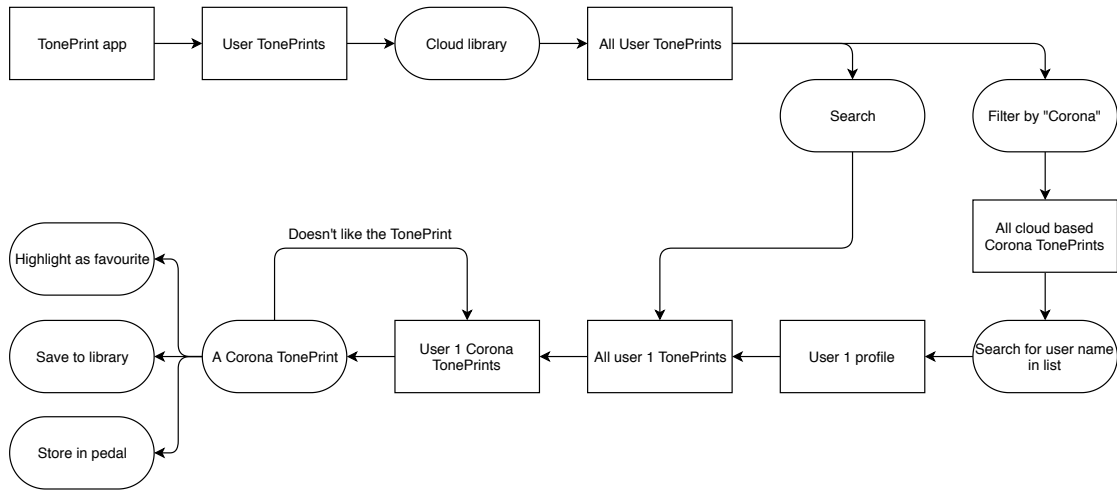 TonePrint app
User TonePrints
Cloud library
All User TonePrints
Search
Filter by "Corona"
All cloud based
Corona TonePrints
Doesn't like the TonePrint
Highlight as favourite
Save to library
A Corona TonePrint
User 1 Corona
TonePrints
All user 1 TonePrints
User 1 profile
Search for user name
in list
Store in pedal